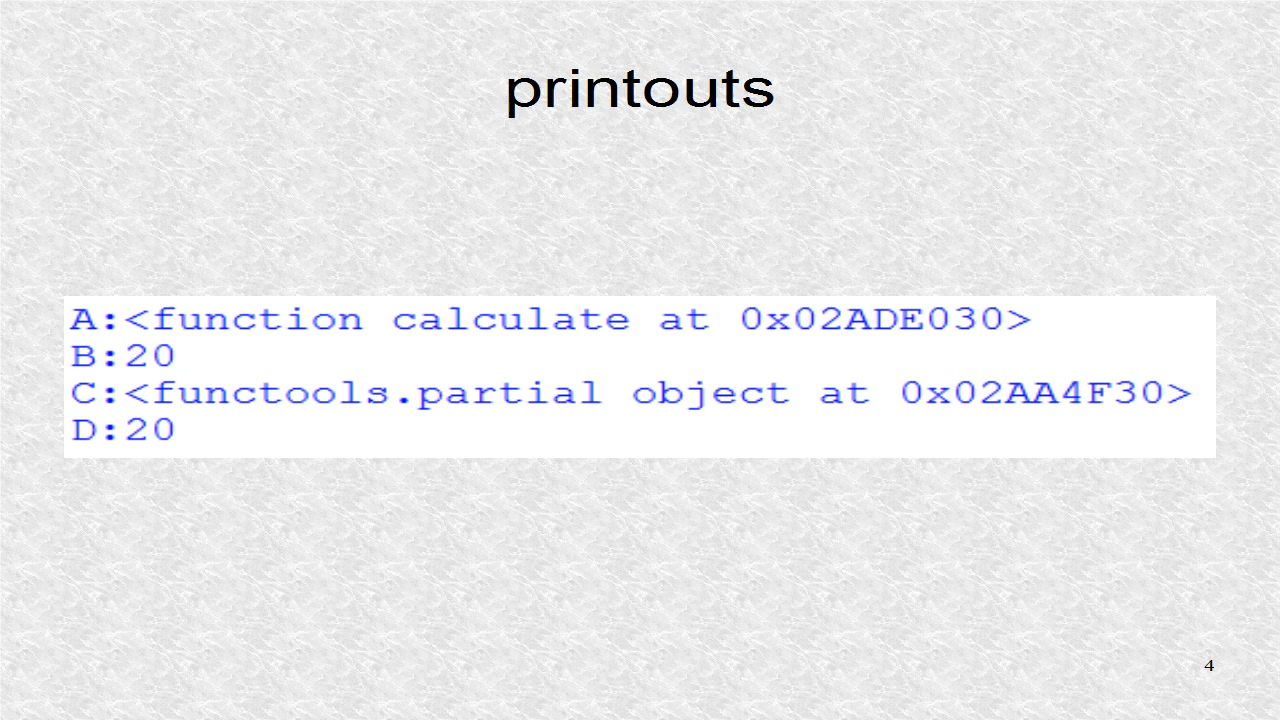 printouts
A:<function calculate at 0x02ADE030>
B:20
C:<functools.partial object at 0x02AA4F30>
D:20
4